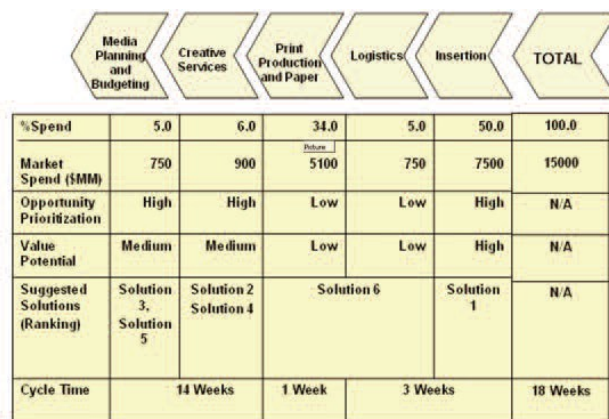 Media
Planning
and
Budgeting
Creative
Services
Print
Production
and Paper
Logistics
Insertion
TOTAL
%Spend 5.0 6.0 34.0 5.0 50.0 100.0
Picture
Market
Spend ($MM) 750 900 5100 750 7500 15000
Opportunity
Prioritization High High Low Low High N/A
Value
Potential Medium Medium Low Low High N/A
Suggested
Solutions
(Ranking)
Solution
3,
Solution
5
Solution 2
Solution 4
Solution 6
Solution
1
N/A
Cycle Time 14 Weeks 1 Week 3 Weeks 18 Weeks